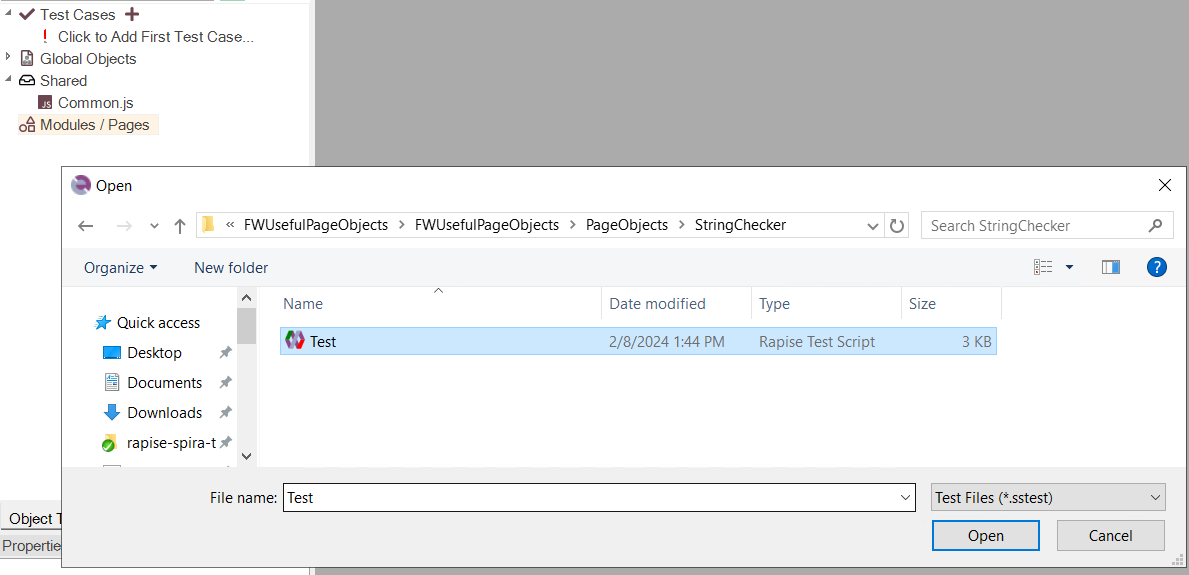 Test Cases
Click to Add First Test Case...
Global Objects
Shared
JS Common.js
Modules / Pages
Open
« FWUsefulPageObjects > FWUsefulPageObjects > PageObjects > StringChecker
Search StringChecker
Organize
New folder
?
Name
Date modified
Type
Size
Quick access
Desktop
Documents
Downloads
rapise-spira-t
Test
2/8/2024 1:44 PM
Rapise Test Script
3 KB
File name:
Test
Test Files (*.sstest)
Open
Cancel
Object T
Propertie